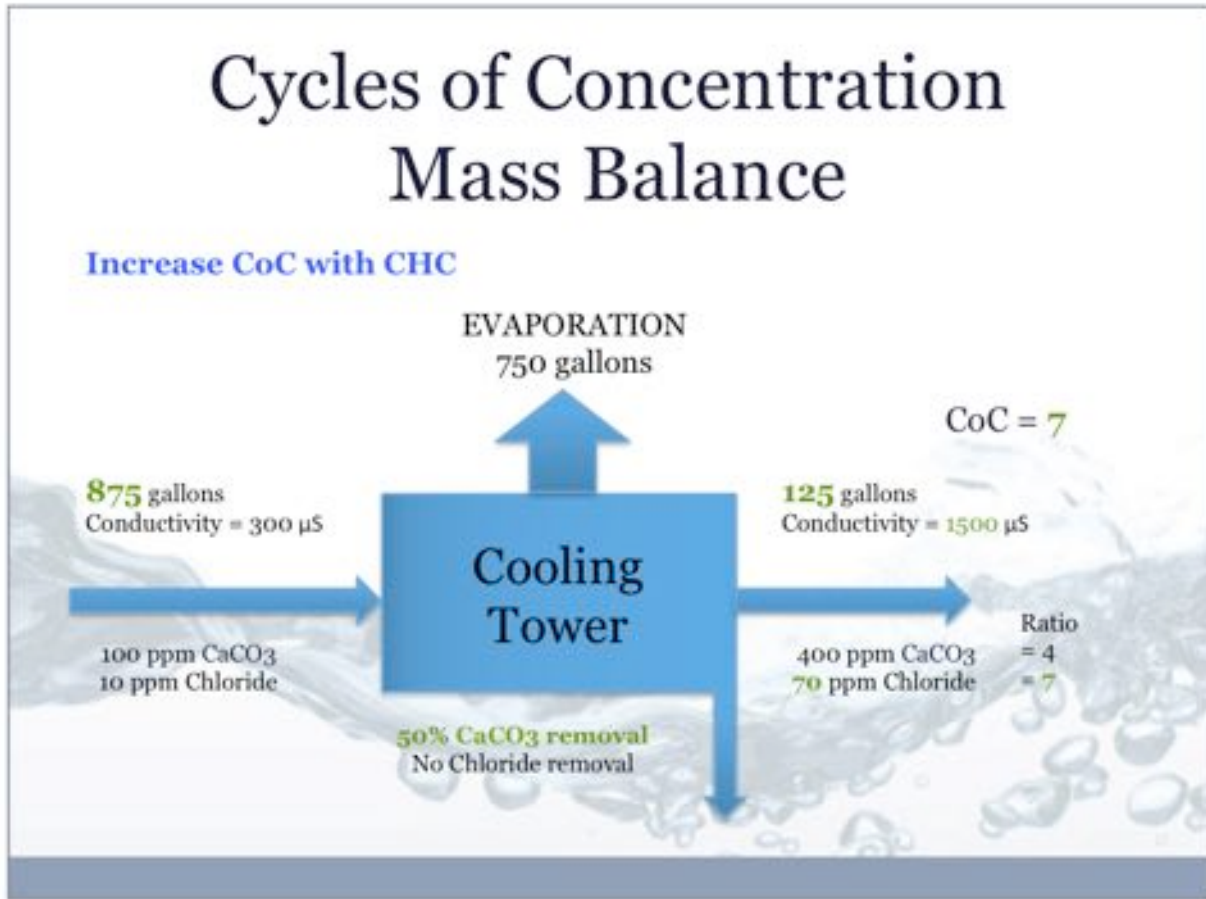 Cycles of Concentration
Mass Balance
Increase CoC with CHC
EVAPORATION
750 gallons
CoC = 7
875 gallons
Conductivity = 300 µS
125 gallons
Conductivity = 1500 µS
Cooling
Tower
100 ppm CaCO3
10 ppm Chloride
Ratio
400 ppm CaCO3 = 4
70 ppm Chloride = 7
50% CaCO3 removal
No Chloride removal